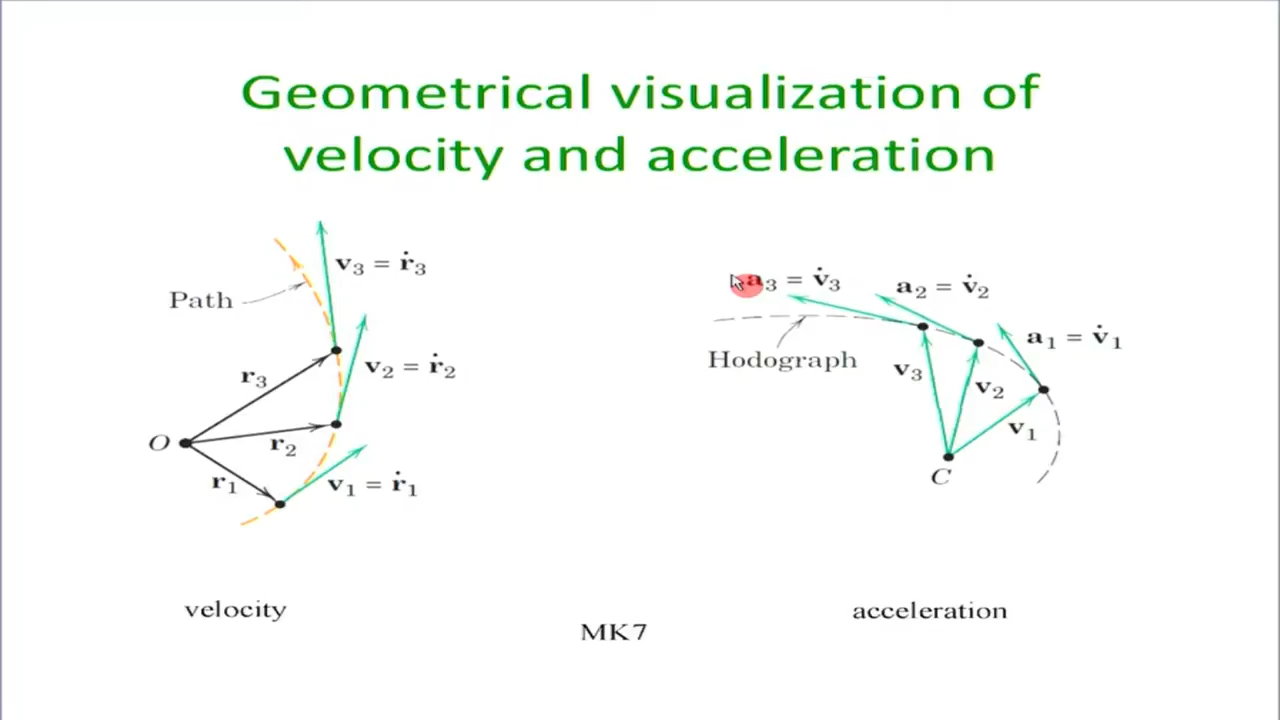 Geometrical visualization of
velocity and acceleration
v₃ = ṙ₃
Path
r₃
v₂ = ṙ₂
O
r₂
r₁
v₁ = ṙ₁
a₃ = v̇₃
a₂ = v̇₂
a₁ = v̇₁
Hodograph
v₃
v₂
v₁
C
velocity
acceleration
MK7